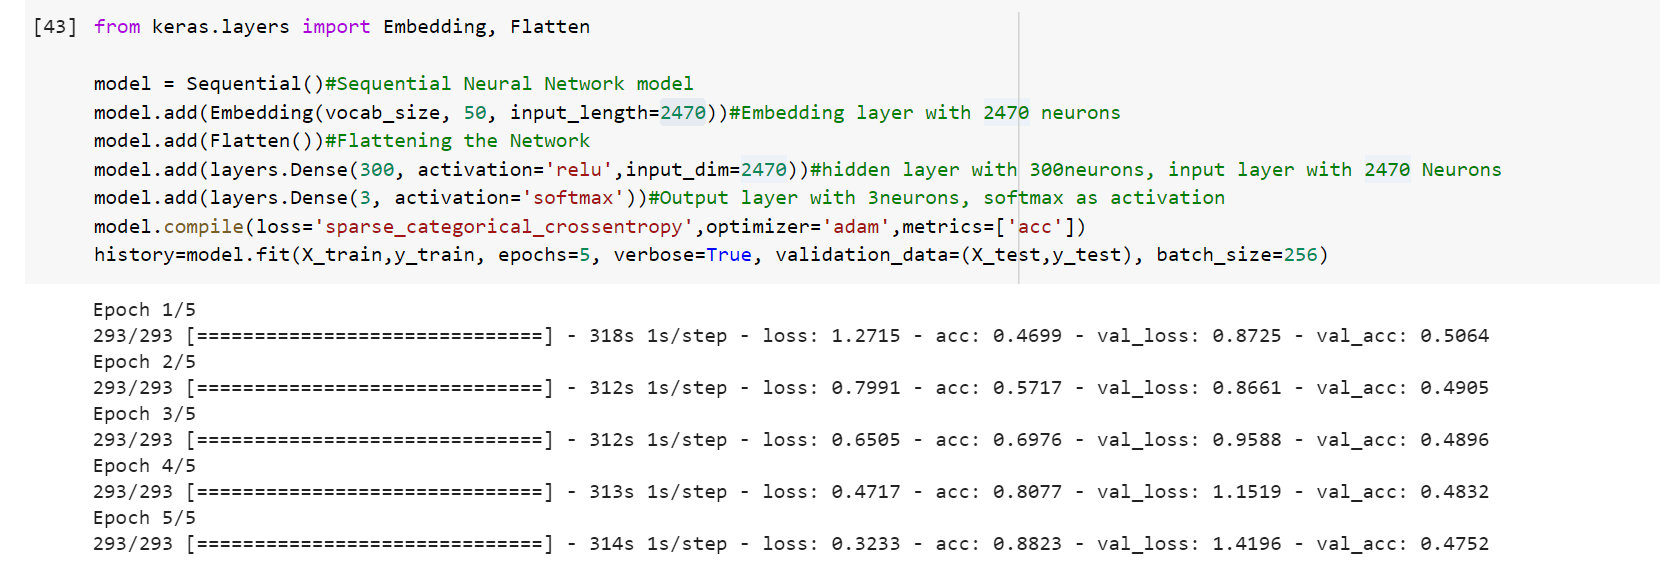 [43] from keras.layers import Embedding, Flatten
model = Sequential()#Sequential Neural Network model
model.add(Embedding(vocab_size, 50, input_length=2470))#Embedding layer with 2470 neurons
model.add(Flatten())#Flattening the Network
model.add(layers.Dense(300, activation='relu',input_dim=2470))#hidden layer with 300neurons, input layer with 2470 Neurons
model.add(layers.Dense(3, activation='softmax'))#Output layer with 3neurons, softmax as activation
model.compile(loss='sparse_categorical_crossentropy',optimizer='adam',metrics=['acc'])
history=model.fit(X_train,y_train, epochs=5, verbose=True, validation_data=(X_test,y_test), batch_size=256)
Epoch 1/5
293/293 [==============================] - 318s 1s/step - loss: 1.2715 - acc: 0.4699 - val_loss: 0.8725 - val_acc: 0.5064
Epoch 2/5
293/293 [==============================] - 312s 1s/step - loss: 0.7991 - acc: 0.5717 - val_loss: 0.8661 - val_acc: 0.4905
Epoch 3/5
293/293 [==============================] - 312s 1s/step - loss: 0.6505 - acc: 0.6976 - val_loss: 0.9588 - val_acc: 0.4896
Epoch 4/5
293/293 [==============================] - 313s 1s/step - loss: 0.4717 - acc: 0.8077 - val_loss: 1.1519 - val_acc: 0.4832
Epoch 5/5
293/293 [==============================] - 314s 1s/step - loss: 0.3233 - acc: 0.8823 - val_loss: 1.4196 - val_acc: 0.4752